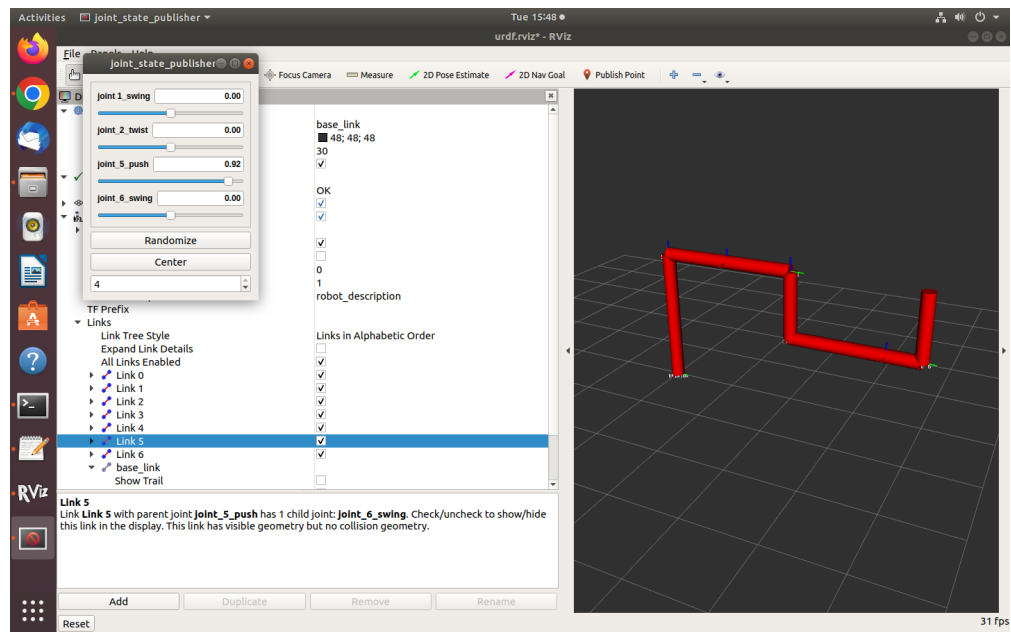 Activities joint_state_publisher ▾ Tue 15:48 ●
urdf.rviz* - RViz
File Panels Help
joint_state_publisher
Focus Camera Measure 2D Pose Estimate 2D Nav Goal Publish Point
joint 1_swing 0.00
joint_2_twist 0.00
joint_5_push 0.92
joint_6_swing 0.00
Randomize
Center
4
base_link
48; 48; 48
30
OK
0
1
robot_description
TF Prefix
Links
Link Tree Style Links in Alphabetic Order
Expand Link Details
All Links Enabled
Link 0
Link 1
Link 2
Link 3
Link 4
Link 5
Link 6
base_link
Show Trail
Link 5
Link Link 5 with parent joint joint_5_push has 1 child joint: joint_6_swing. Check/uncheck to show/hide
this link in the display. This link has visible geometry but no collision geometry.
Add Duplicate Remove Rename
Reset
31 fps
RViz